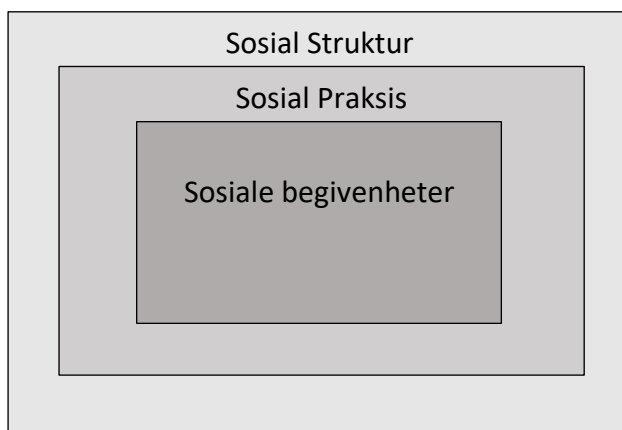 Sosial Struktur
Sosial Praksis
Sosiale begivenheter